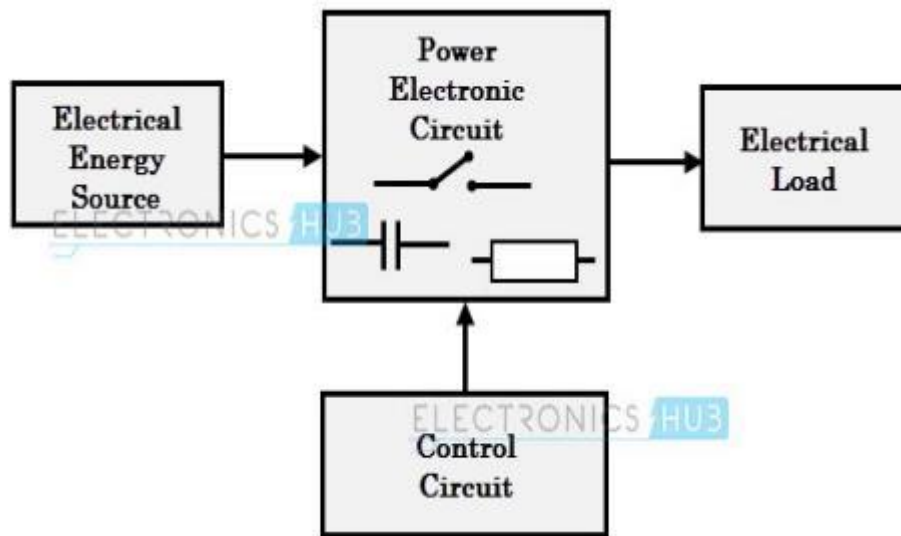 Power
Electronic
Circuit
Electrical
Energy
Source
Electrical
Load
ELECTRONICS HUB
ELECTRONICS HUB
Control
Circuit